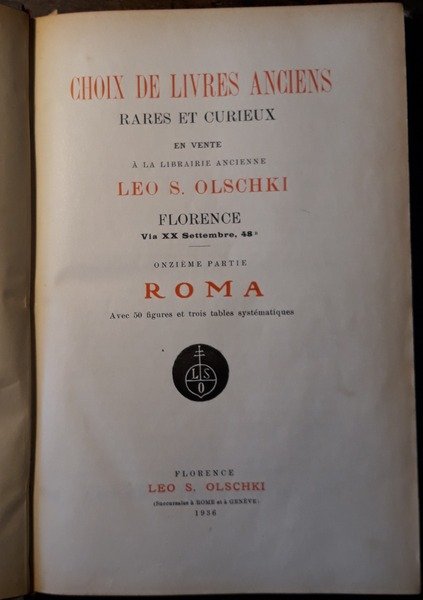 CHOIX DE LIVRES ANCIENS
RARES ET CURIEUX
EN VENTE
À LA LIBRAIRIE ANCIENNE
LEO S. OLSCHKI
FLORENCE
Via XX Settembre, 48ª
ONZIÈME PARTIE
ROMA
Avec 50 figures et trois tables systématiques
L S
O
FLORENCE
LEO S. OLSCHKI
(Succursales à ROME et à GENÈVE)
1936